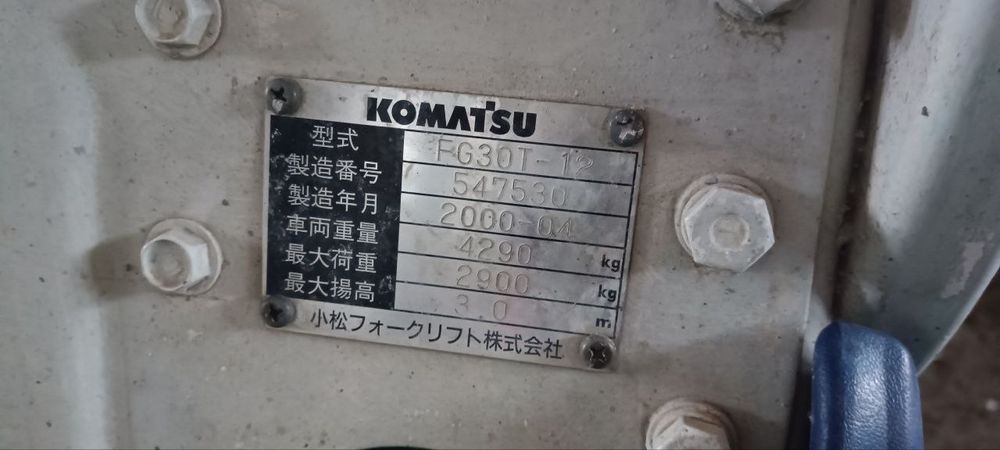 KOMATSU
型式 FG30T-12
製造番号 547530
製造年月 2000-04
車両重量 4290 kg
最大荷重 2900 kg
最大揚高 3.0 m
小松フォークリフト株式会社